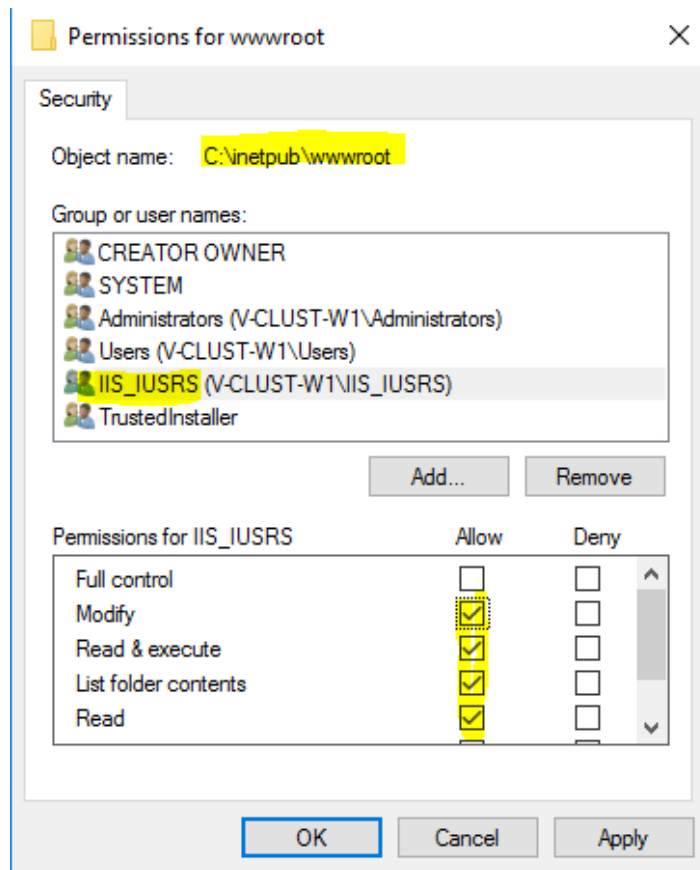 Permissions for wwwroot
Security
Object name: C:\inetpub\wwwroot
Group or user names:
CREATOR OWNER
SYSTEM
Administrators (V-CLUST-W1\Administrators)
Users (V-CLUST-W1\Users)
IIS_IUSRS (V-CLUST-W1\IIS_IUSRS)
TrustedInstaller
Add... Remove
Permissions for IIS_IUSRS Allow Deny
Full control
Modify
Read & execute
List folder contents
Read
OK Cancel Apply